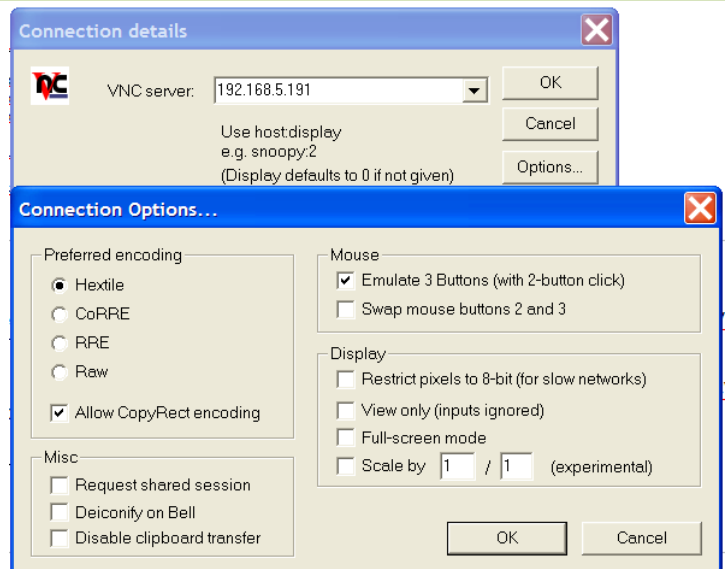 Connection details
VNC
VNC server: 192.168.5.191
OK
Use host:display
Cancel
e.g. snoopy:2
(Display defaults to 0 if not given)
Options...
Connection Options...
Preferred encoding
Hextile
CoRRE
RRE
Raw
Allow CopyRect encoding
Misc
Request shared session
Deiconify on Bell
Disable clipboard transfer
Mouse
Emulate 3 Buttons (with 2-button click)
Swap mouse buttons 2 and 3
Display
Restrict pixels to 8-bit (for slow networks)
View only (inputs ignored)
Full-screen mode
Scale by 1 / 1 (experimental)
OK
Cancel